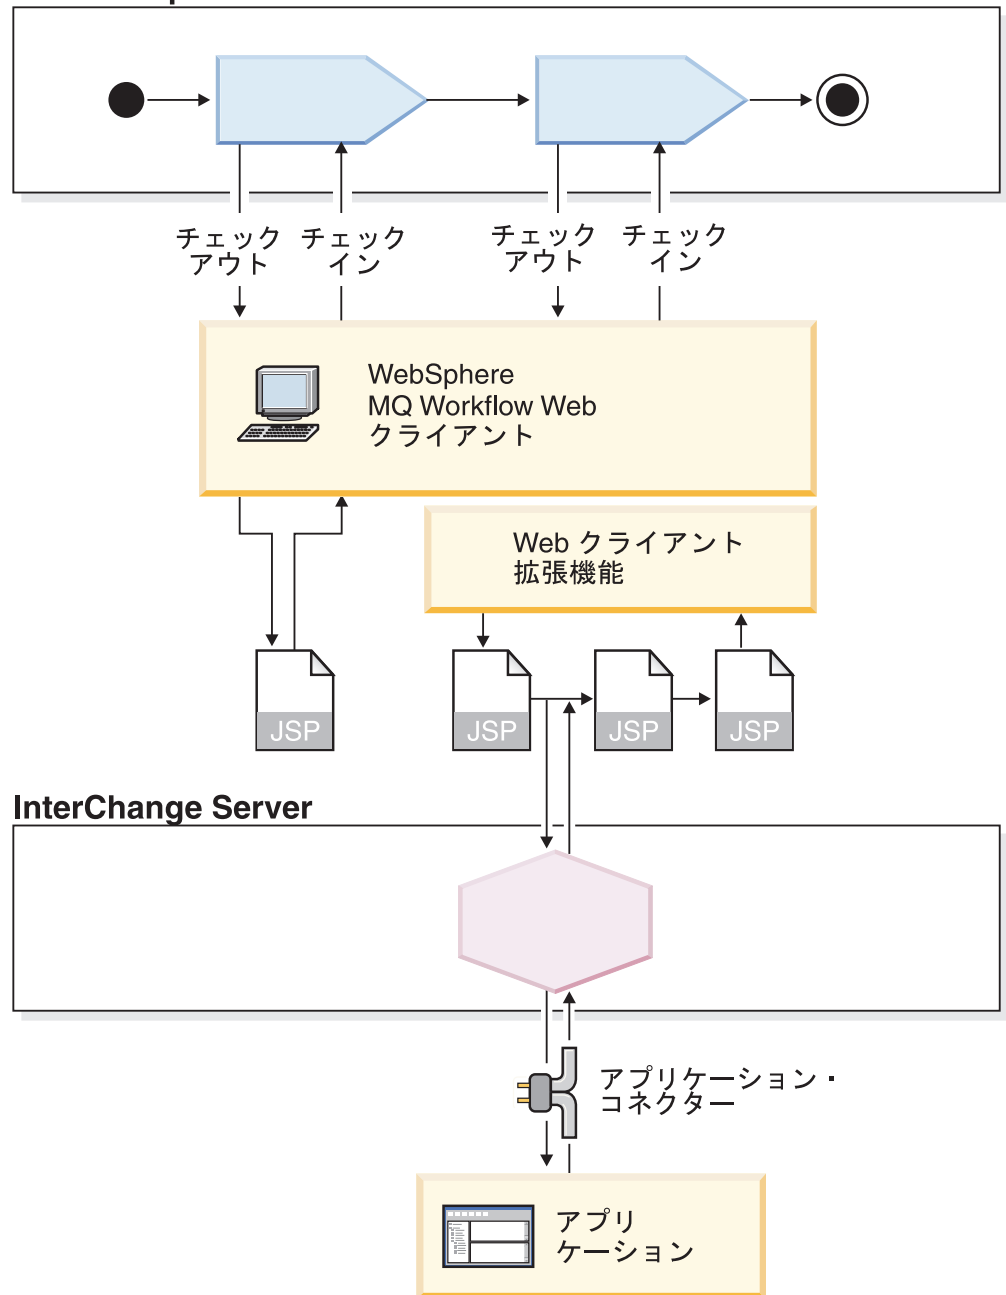 チェック
アウト
チェック
イン
チェック
アウト
チェック
イン
WebSphere
MQ Workflow Web
クライアント
Web クライアント
拡張機能
JSP
JSP
JSP
JSP
InterChange Server
アプリケーション・
コネクター
アプリ
ケーション